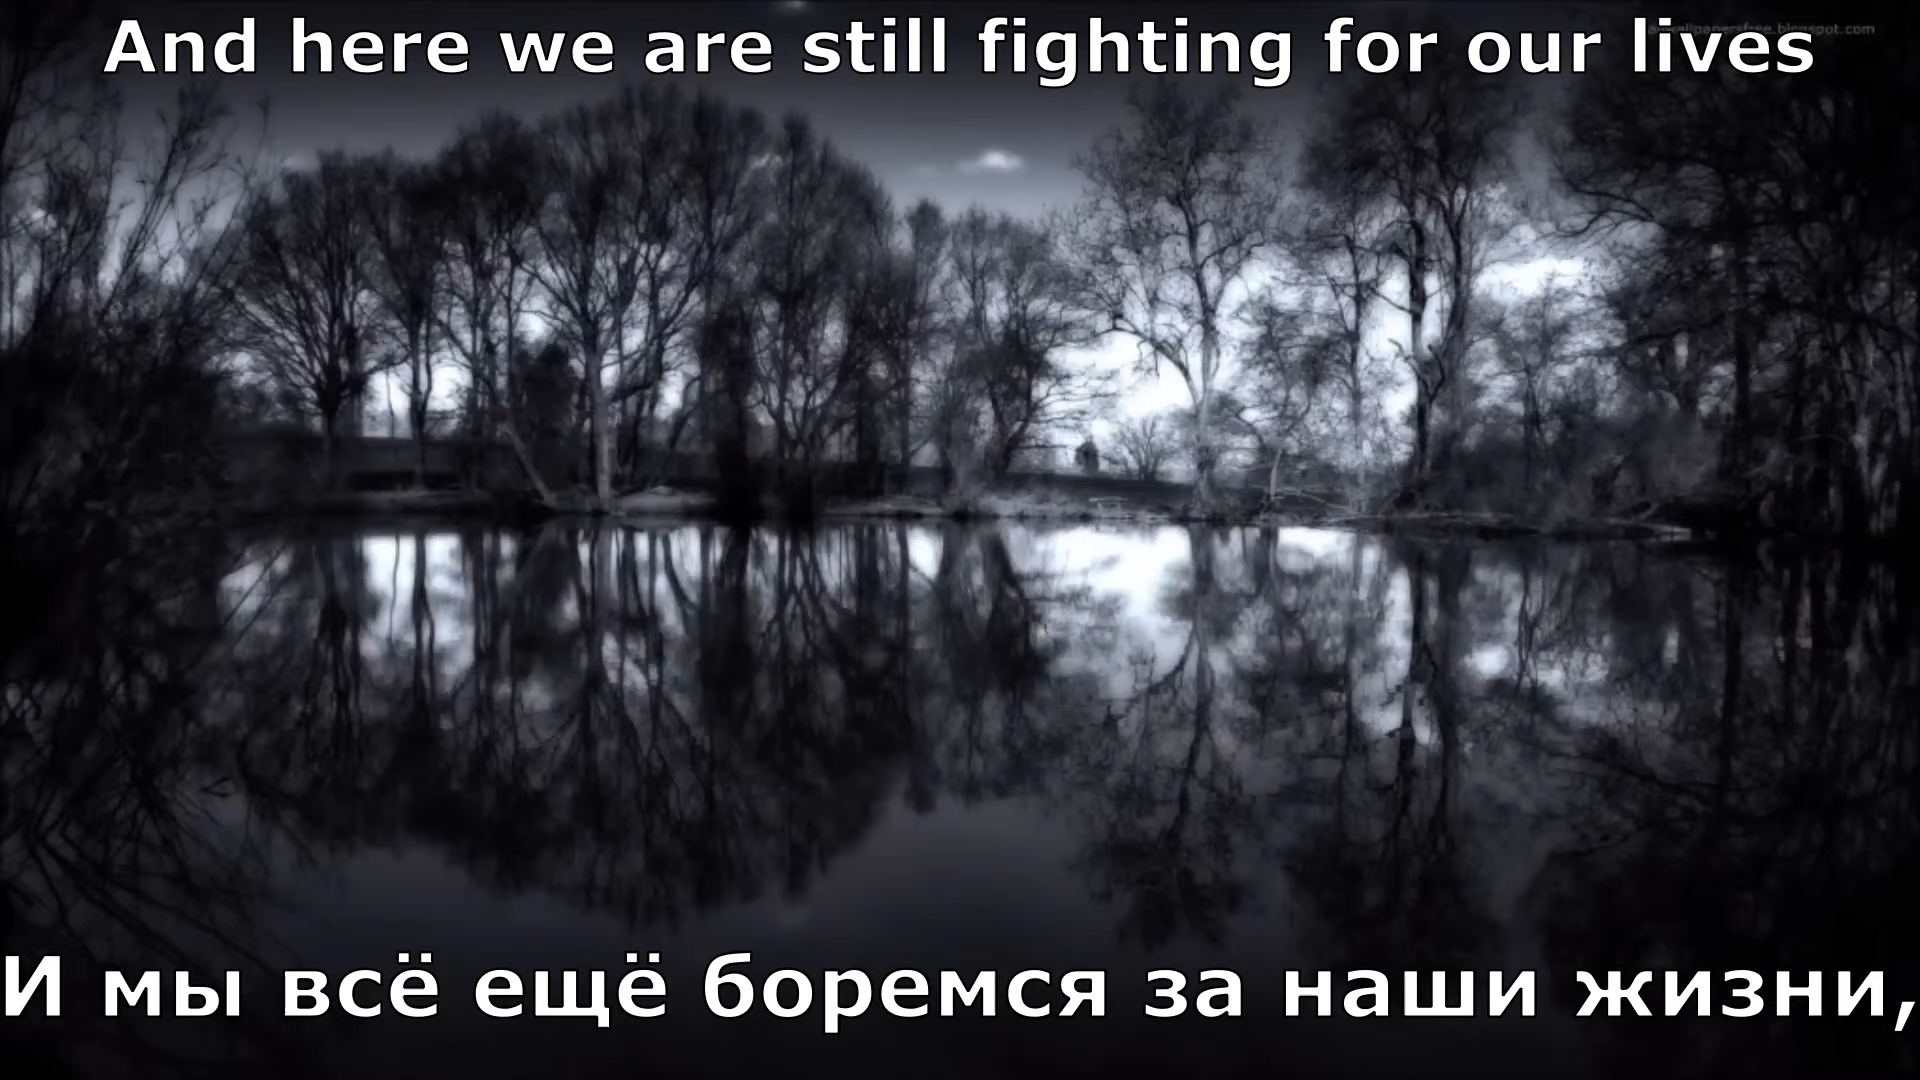 And here we are still fighting for our lives
И мы всё ещё боремся за наши жизни,